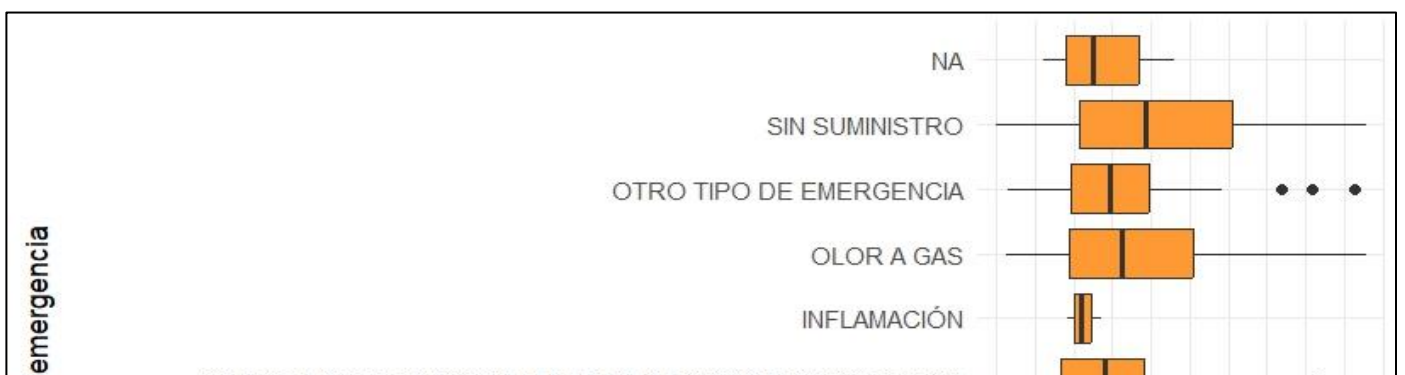 NA
SIN SUMINISTRO
OTRO TIPO DE EMERGENCIA
OLOR A GAS
INFLAMACIÓN
emergencia